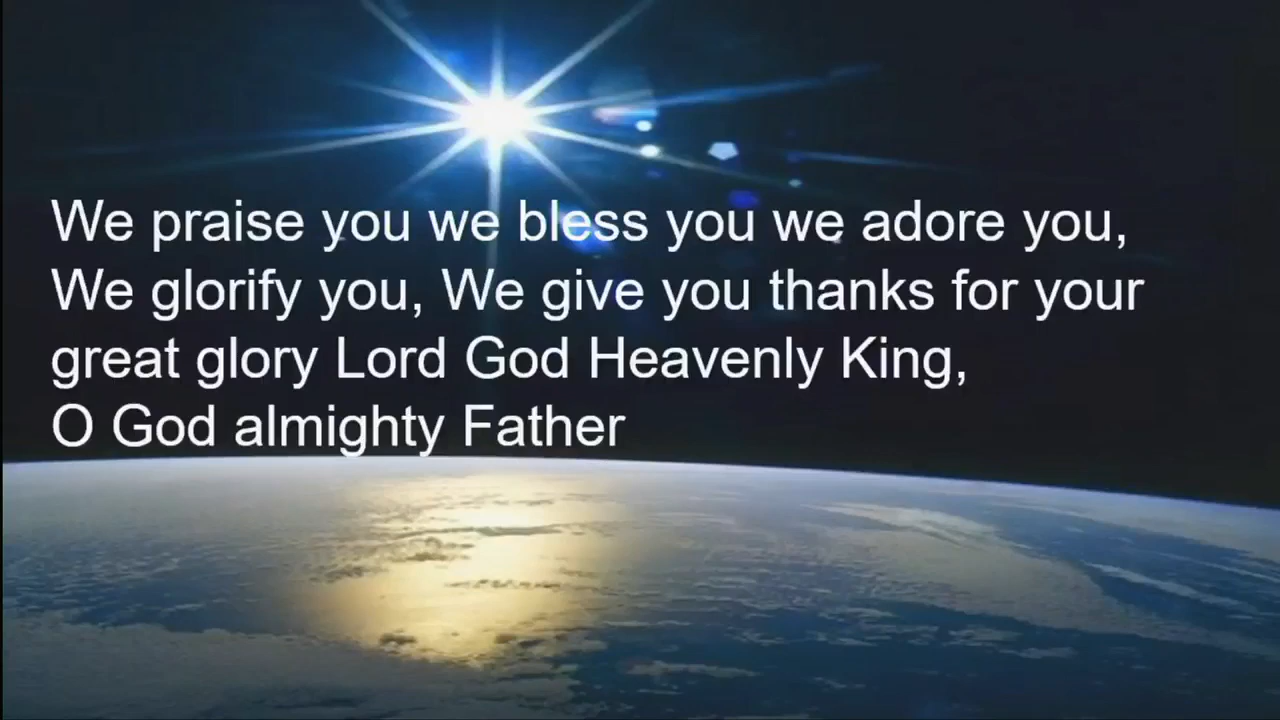 We praise you we bless you we adore you,
We glorify you, We give you thanks for your
great glory Lord God Heavenly King,
O God almighty Father